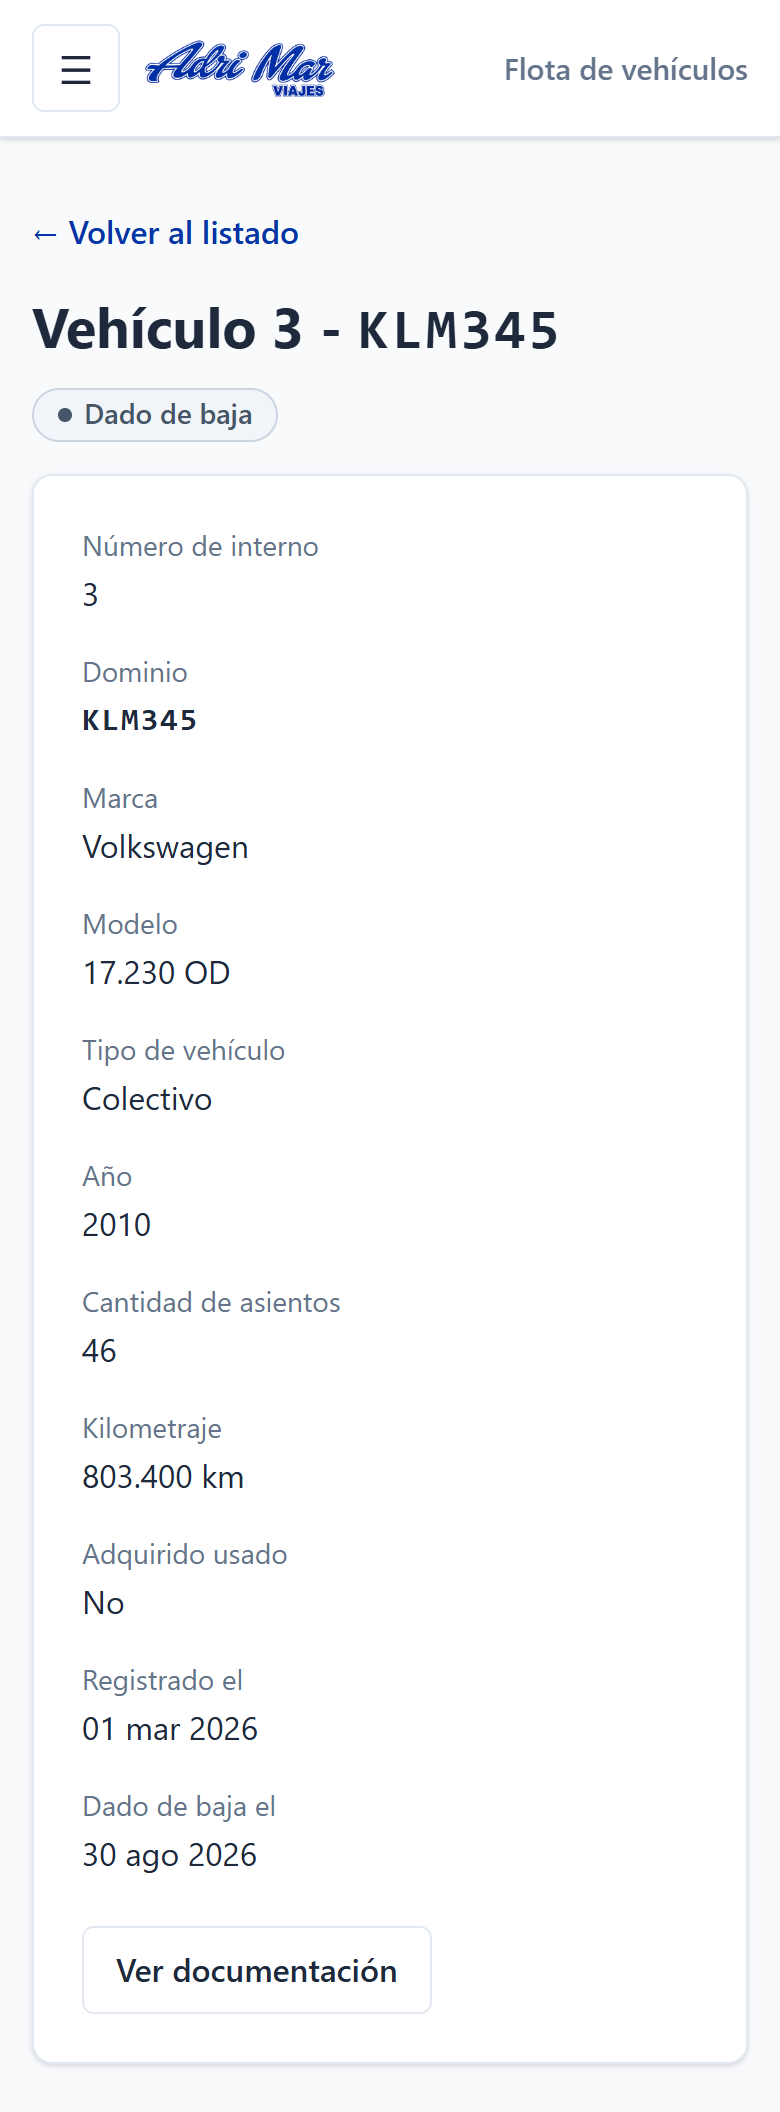 ☰
Adri Mar
VIAJES
Flota de vehículos
← Volver al listado
Vehículo 3 - KLM345
● Dado de baja
Número de interno
3
Dominio
KLM345
Marca
Volkswagen
Modelo
17.230 OD
Tipo de vehículo
Colectivo
Año
2010
Cantidad de asientos
46
Kilometraje
803.400 km
Adquirido usado
No
Registrado el
01 mar 2026
Dado de baja el
30 ago 2026
Ver documentación